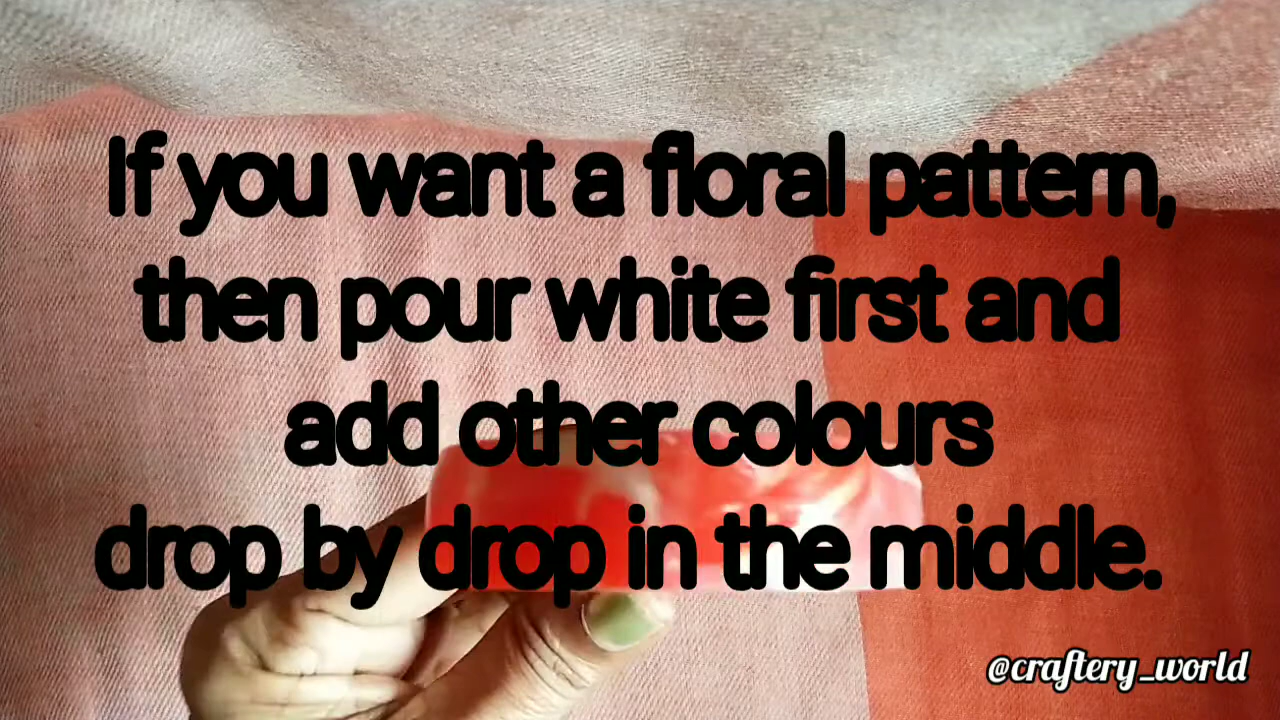 If you want a floral pattern,
then pour white first and
add other colours
drop by drop in the middle.
@craftery_world